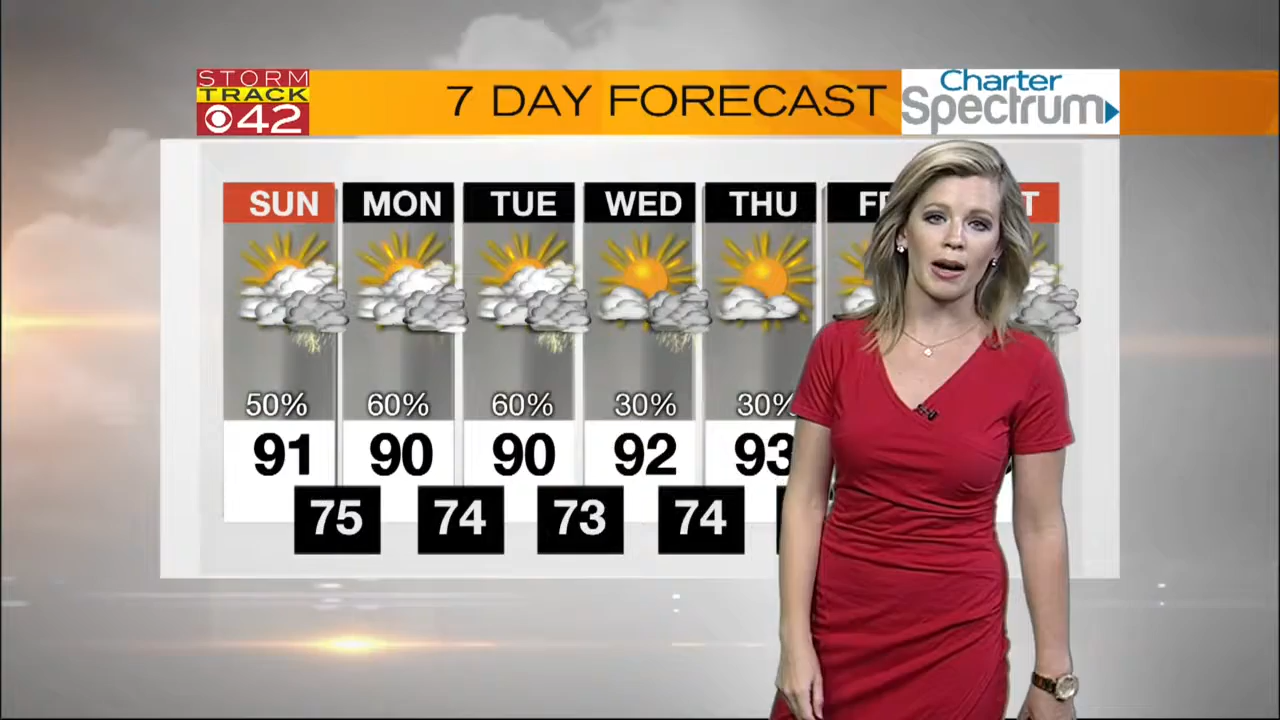 STORM
TRACK
42
7 DAY FORECAST
Charter
Spectrum
SUN MON TUE WED THU
50% 60% 60% 30% 30%
91 90 90 92 93
75 74 73 74